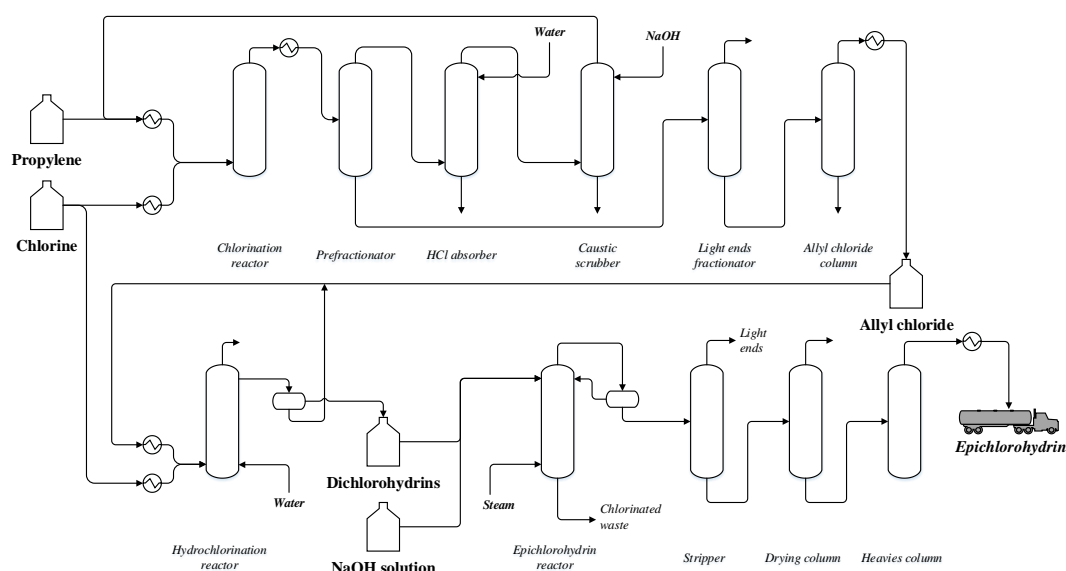 Water
NaOH
Propylene
Chlorine
Chlorination
reactor
Prefractionator
HCl absorber
Caustic
scrubber
Light ends
fractionator
Allyl chloride
column
Allyl chloride
Light
ends
Epichlorohydrin
Dichlorohydrins
Water
Steam
Chlorinated
waste
Hydrochlorination
reactor
NaOH solution
Epichlorohydrin
reactor
Stripper
Drying column
Heavies column